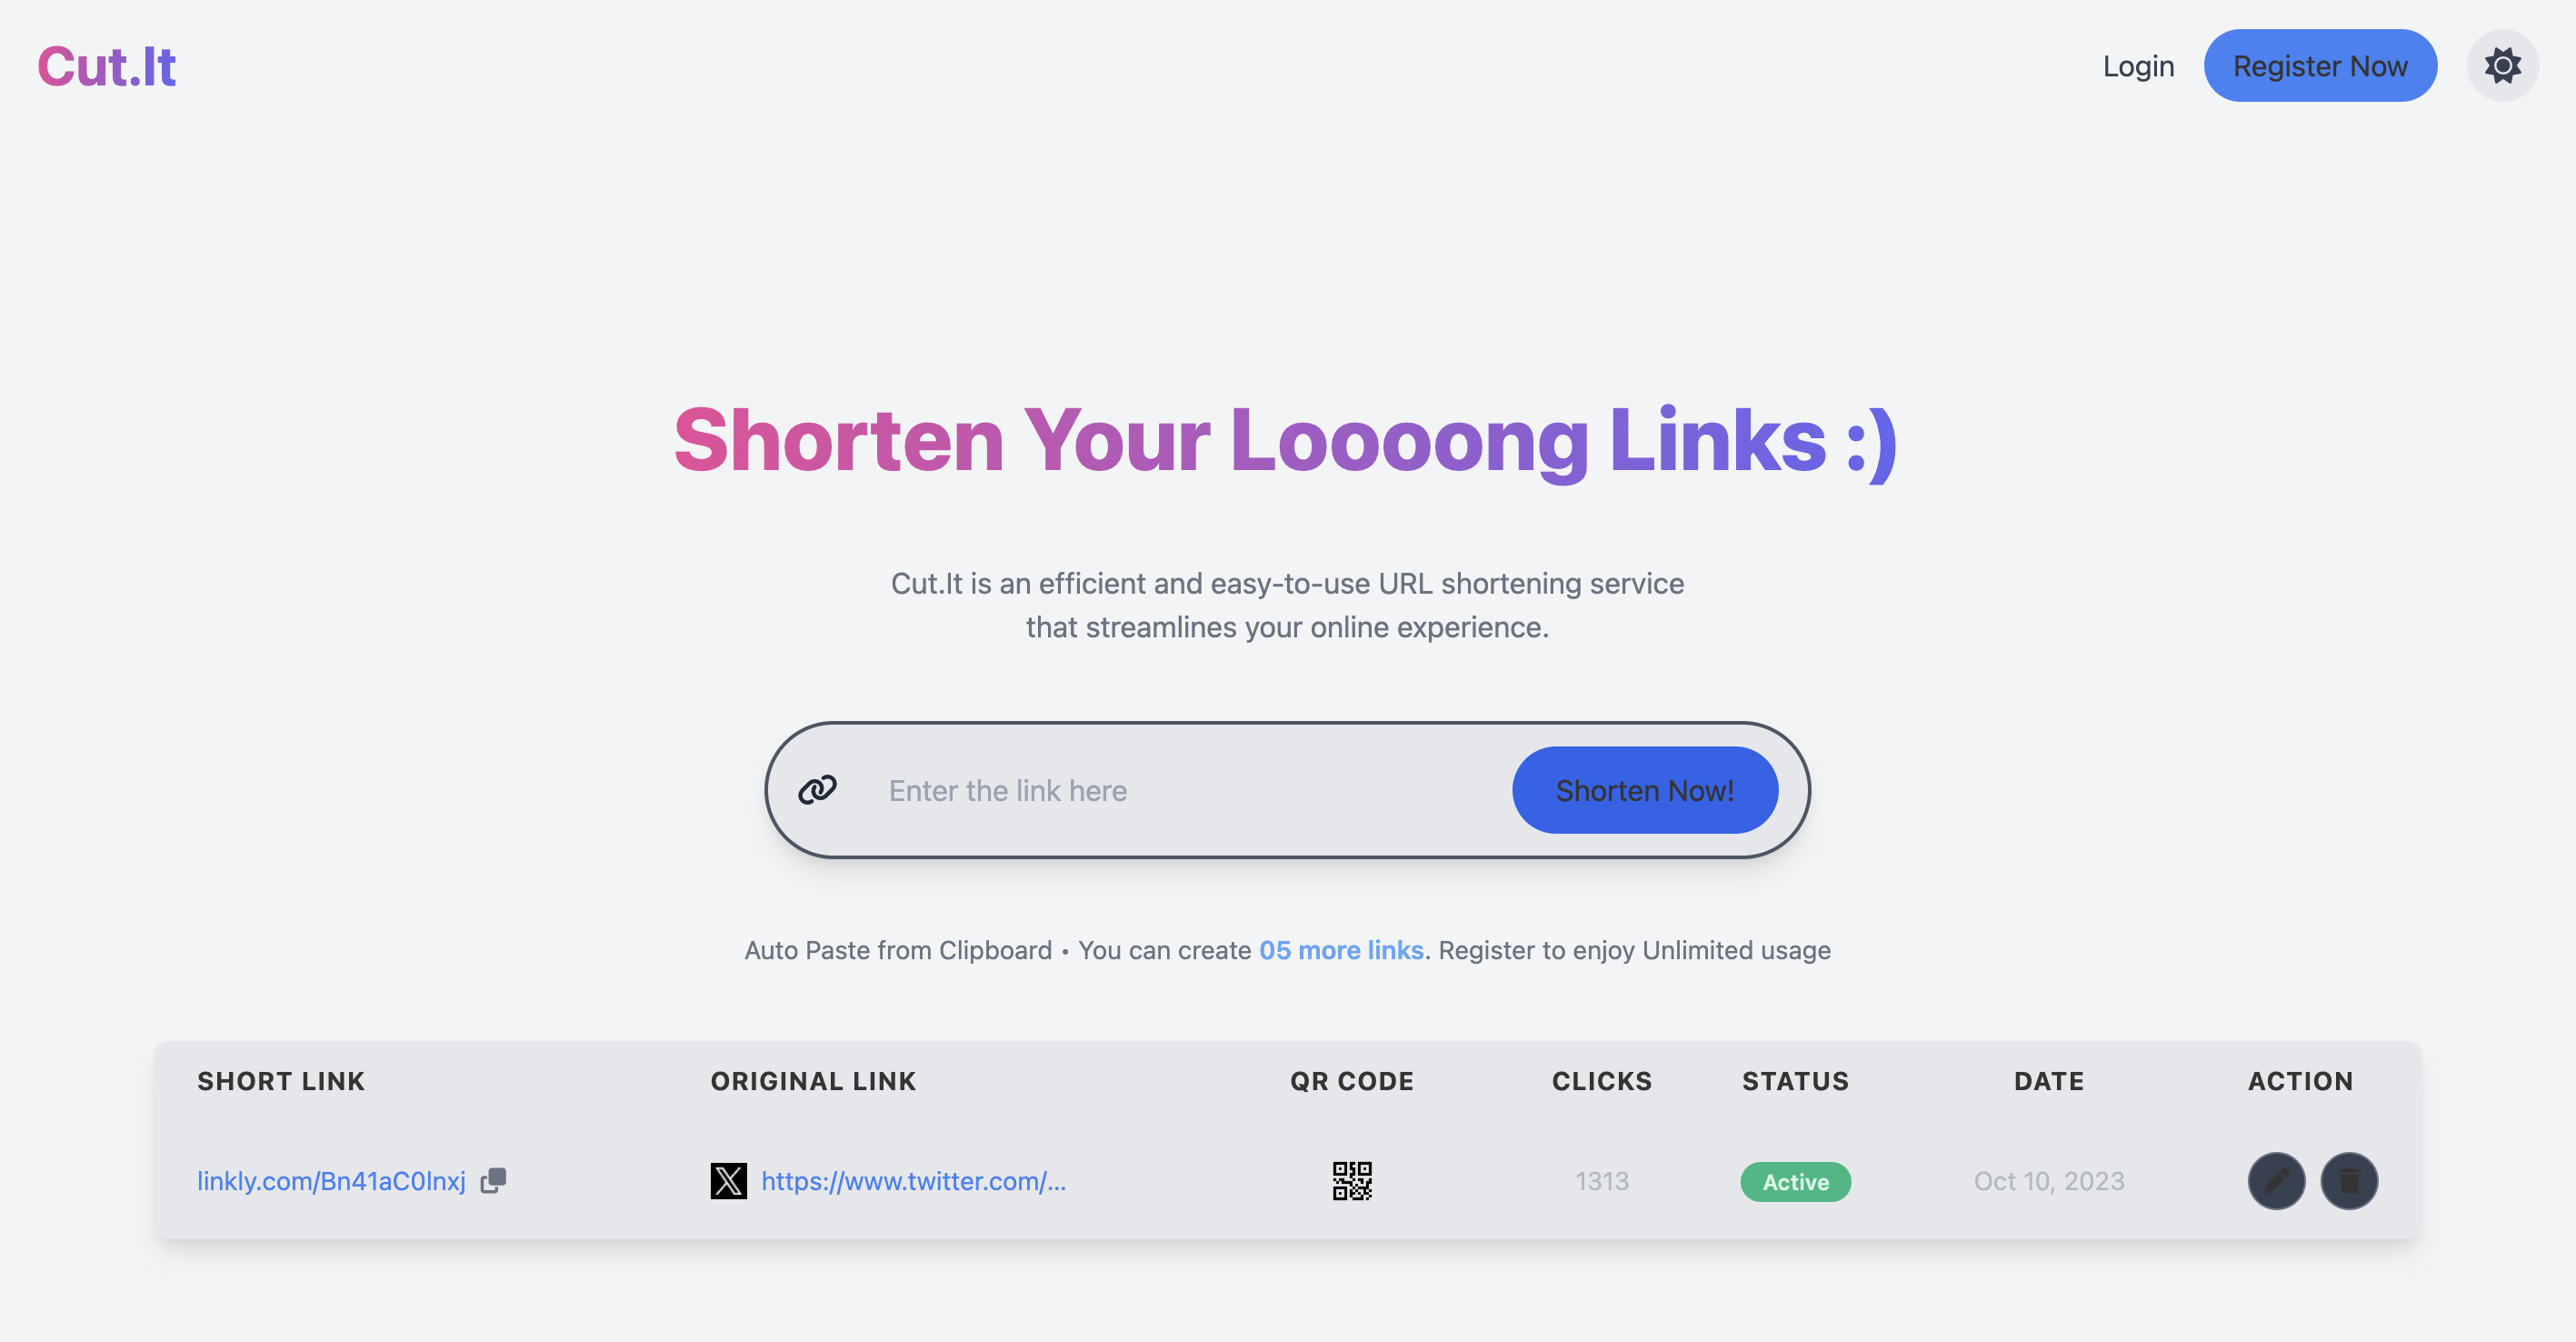 Cut.It
Login
Register Now
Shorten Your Loooong Links :)
Cut.It is an efficient and easy-to-use URL shortening service
that streamlines your online experience.
Enter the link here
Shorten Now!
Auto Paste from Clipboard • You can create 05 more links. Register to enjoy Unlimited usage
SHORT LINK ORIGINAL LINK QR CODE CLICKS STATUS DATE ACTION
linkly.com/Bn41aC0lnxj https://www.twitter.com/... 1313 Active Oct 10, 2023